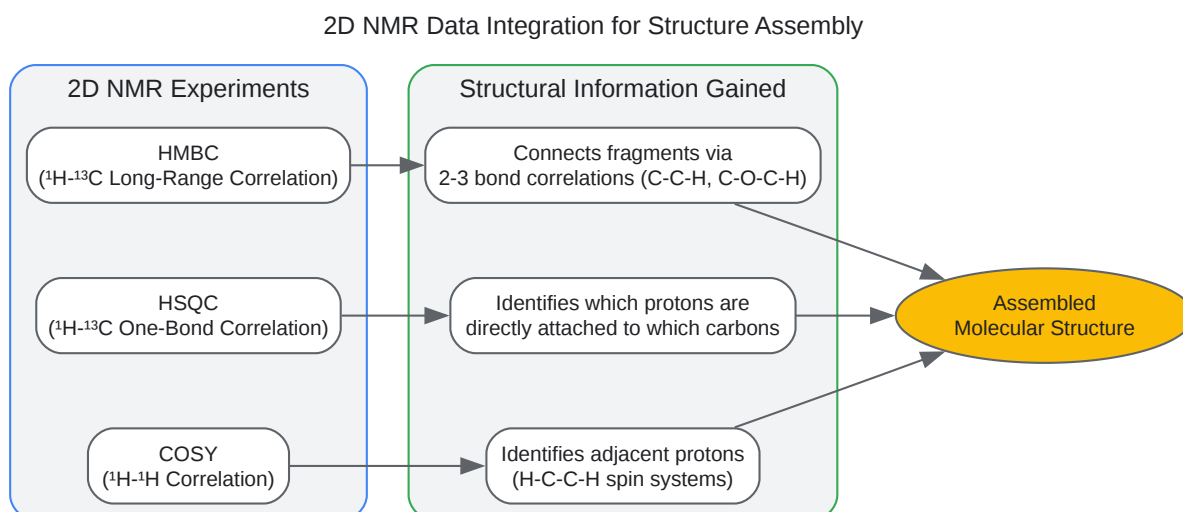 2D NMR Data Integration for Structure Assembly
2D NMR Experiments
Structural Information Gained
HMBC
(¹H-¹³C Long-Range Correlation)
Connects fragments via
2-3 bond correlations (C-C-H, C-O-C-H)
HSQC
(¹H-¹³C One-Bond Correlation)
Identifies which protons are
directly attached to which carbons
Assembled
Molecular Structure
COSY
(¹H-¹H Correlation)
Identifies adjacent protons
(H-C-C-H spin systems)